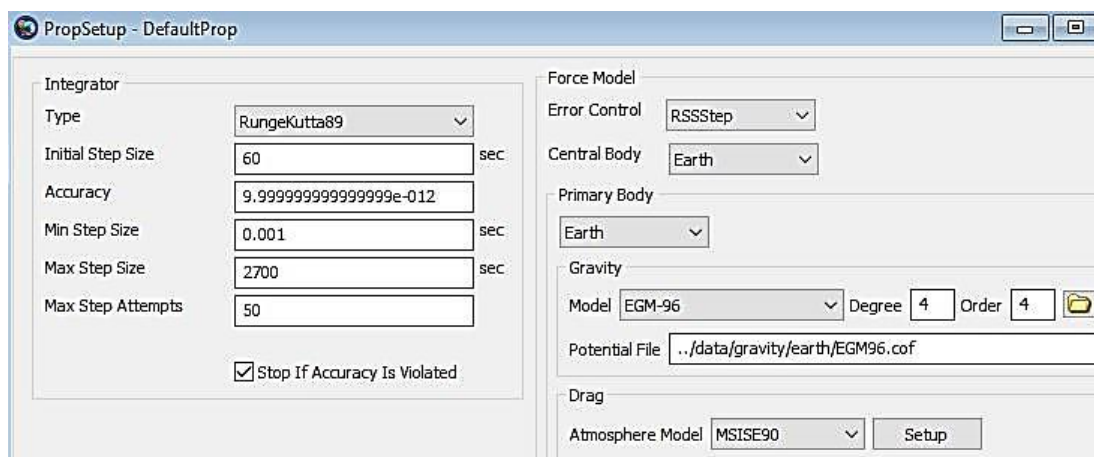 PropSetup - DefaultProp
Integrator
Type RungeKutta89
Initial Step Size 60 sec
Accuracy 9.999999999999999e-012
Min Step Size 0.001 sec
Max Step Size 2700 sec
Max Step Attempts 50
Stop If Accuracy Is Violated
Force Model
Error Control RSSStep
Central Body Earth
Primary Body
Earth
Gravity
Model EGM-96 Degree 4 Order 4
Potential File ../data/gravity/earth/EGM96.cof
Drag
Atmosphere Model MSISE90 Setup